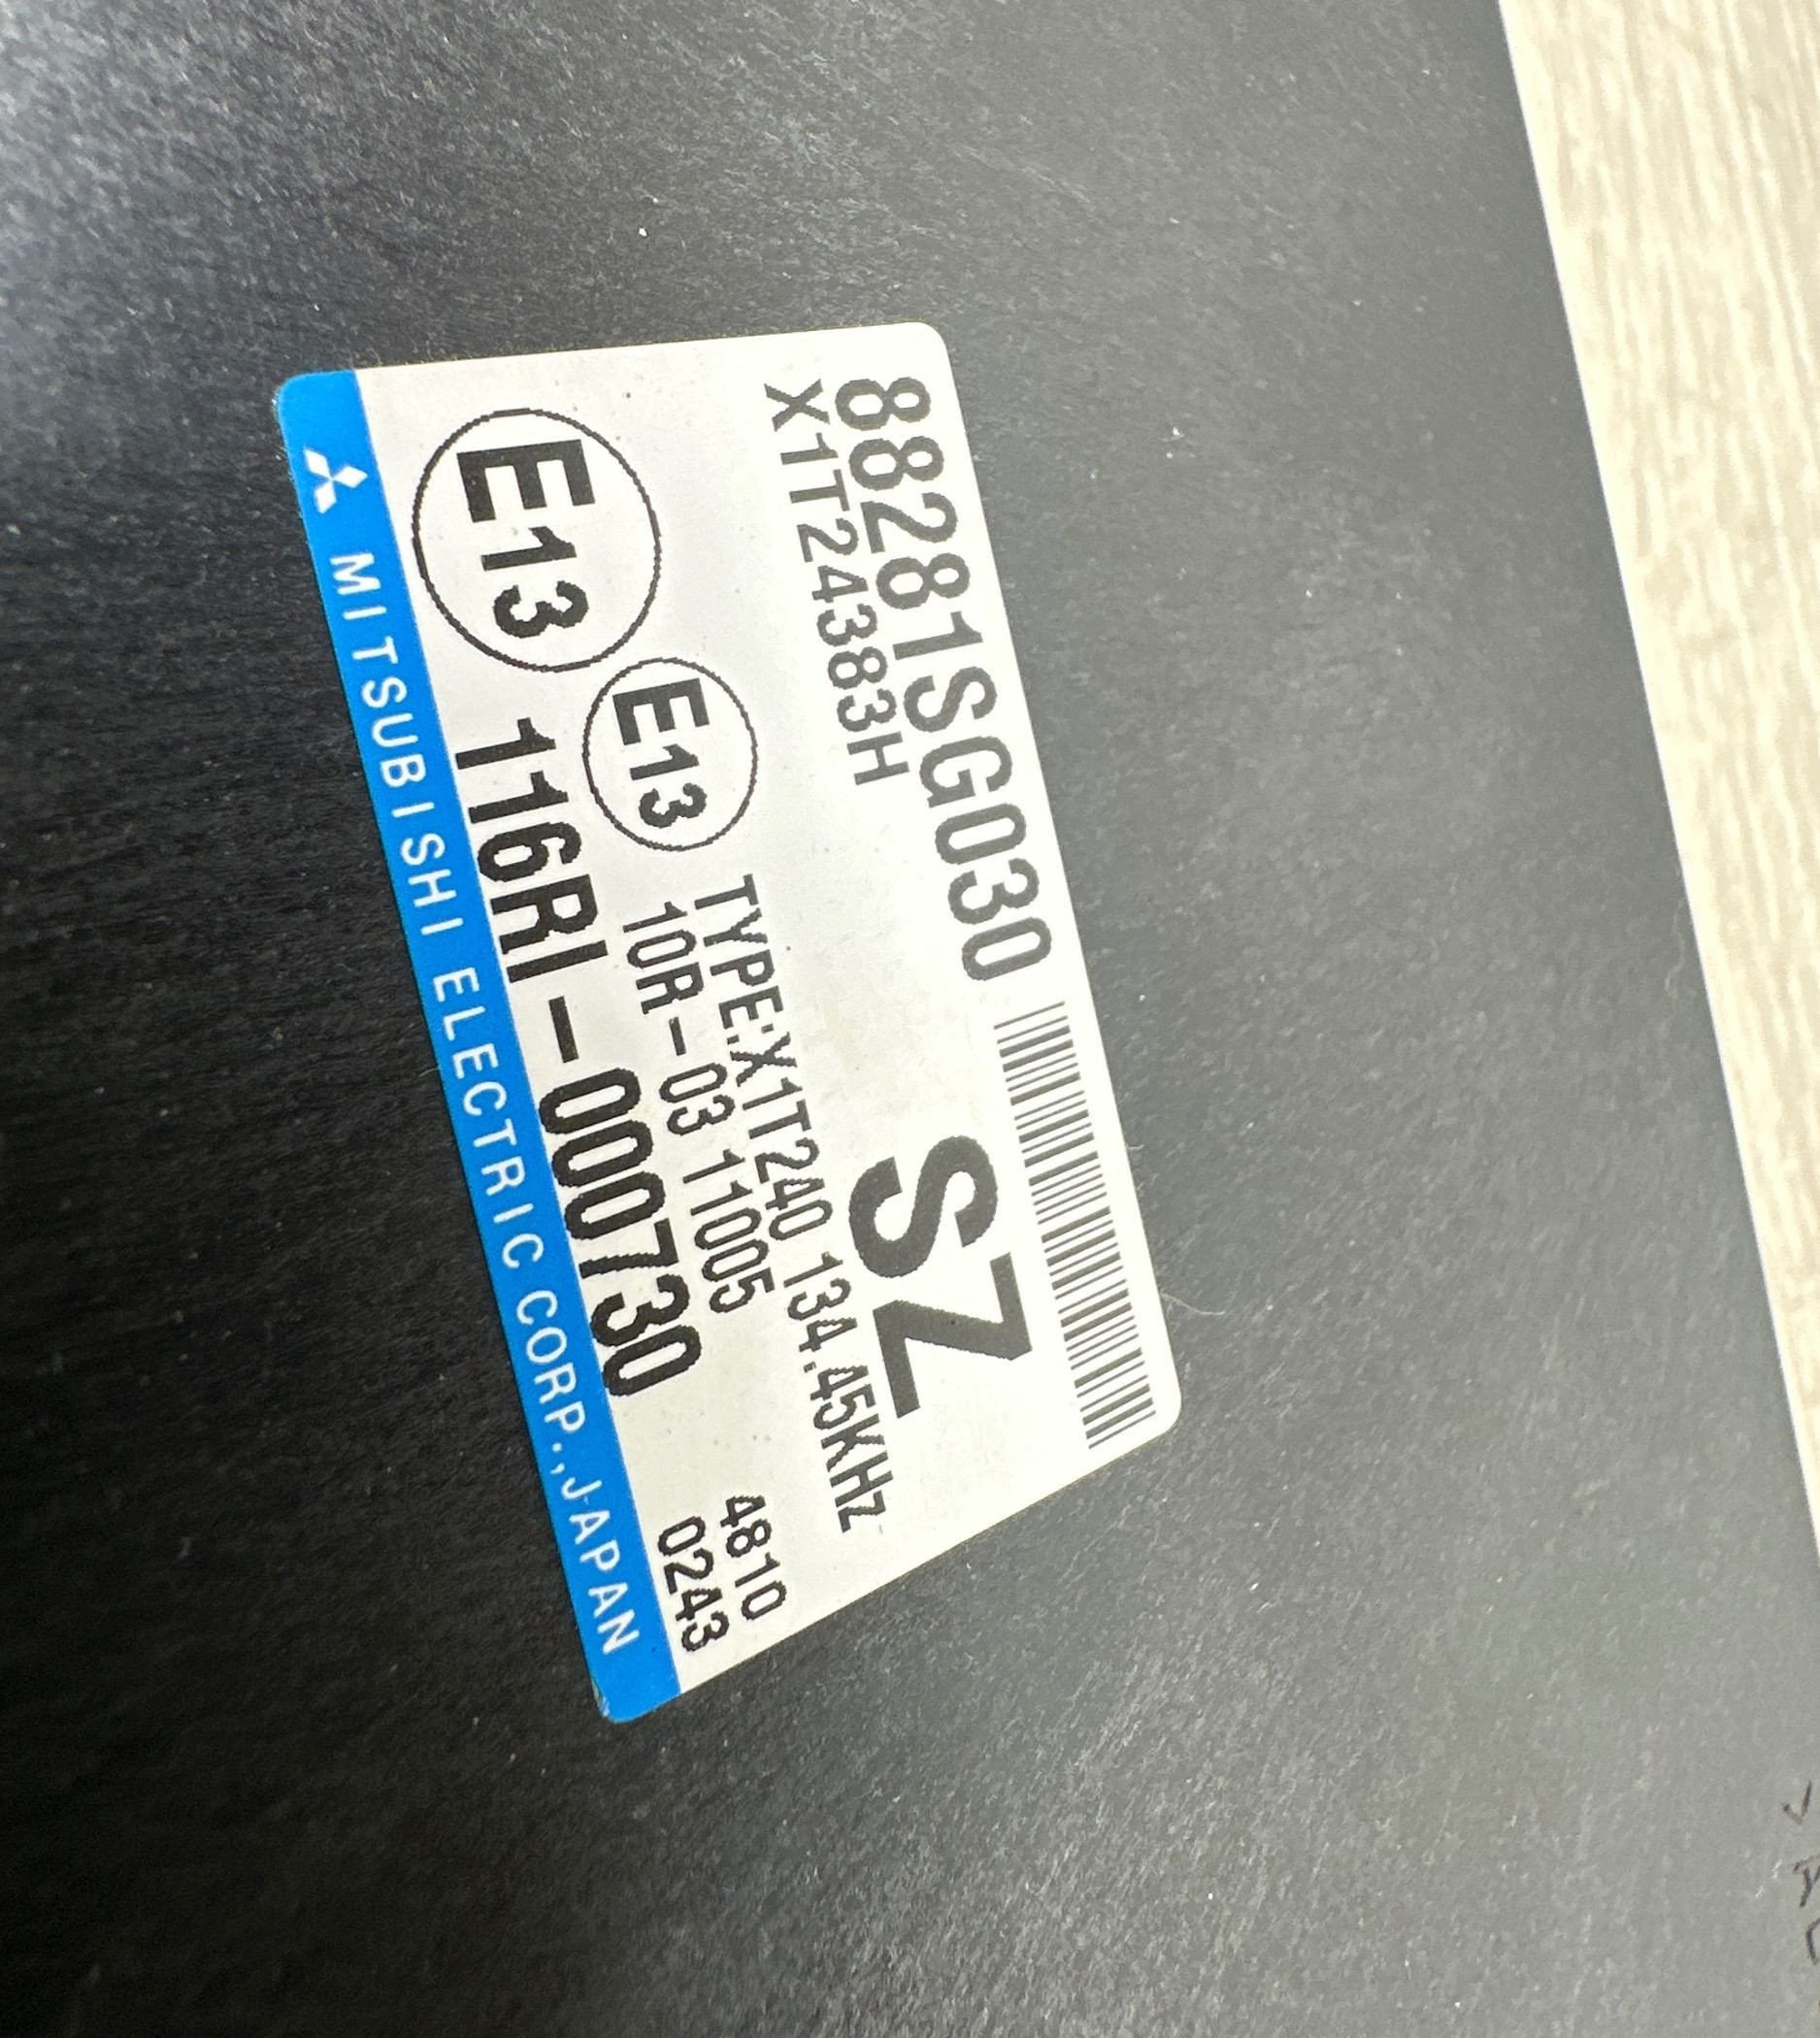 88281SG030
X1T24383H
SZ
E13
TYPE:X1T240 134.45KHz
10R-03 11005
E13
116RI-000730
4810
0243
MITSUBISHI ELECTRIC CORP.,JAPAN